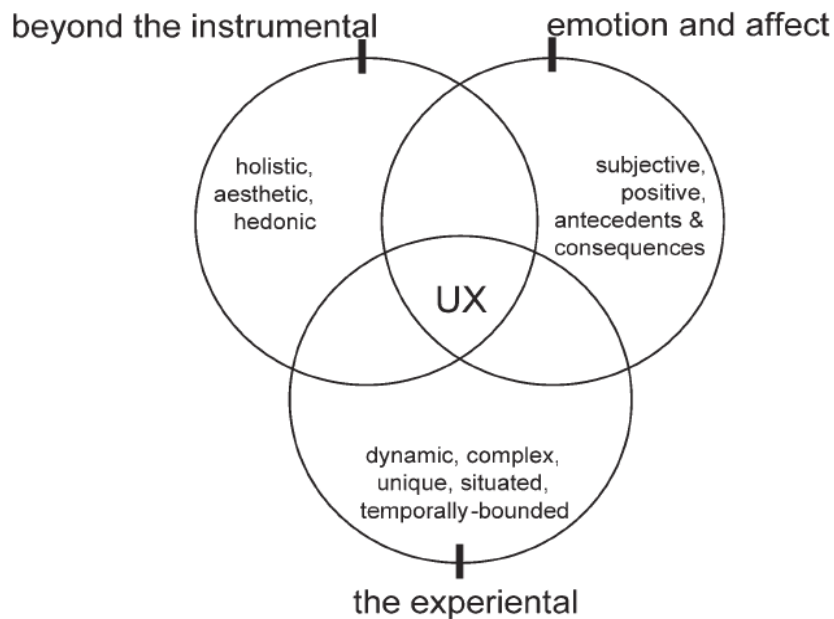 beyond the instrumental
emotion and affect
holistic,
aesthetic,
hedonic
subjective,
positive,
antecedents &
consequences
UX
dynamic, complex,
unique, situated,
temporally-bounded
the experiental